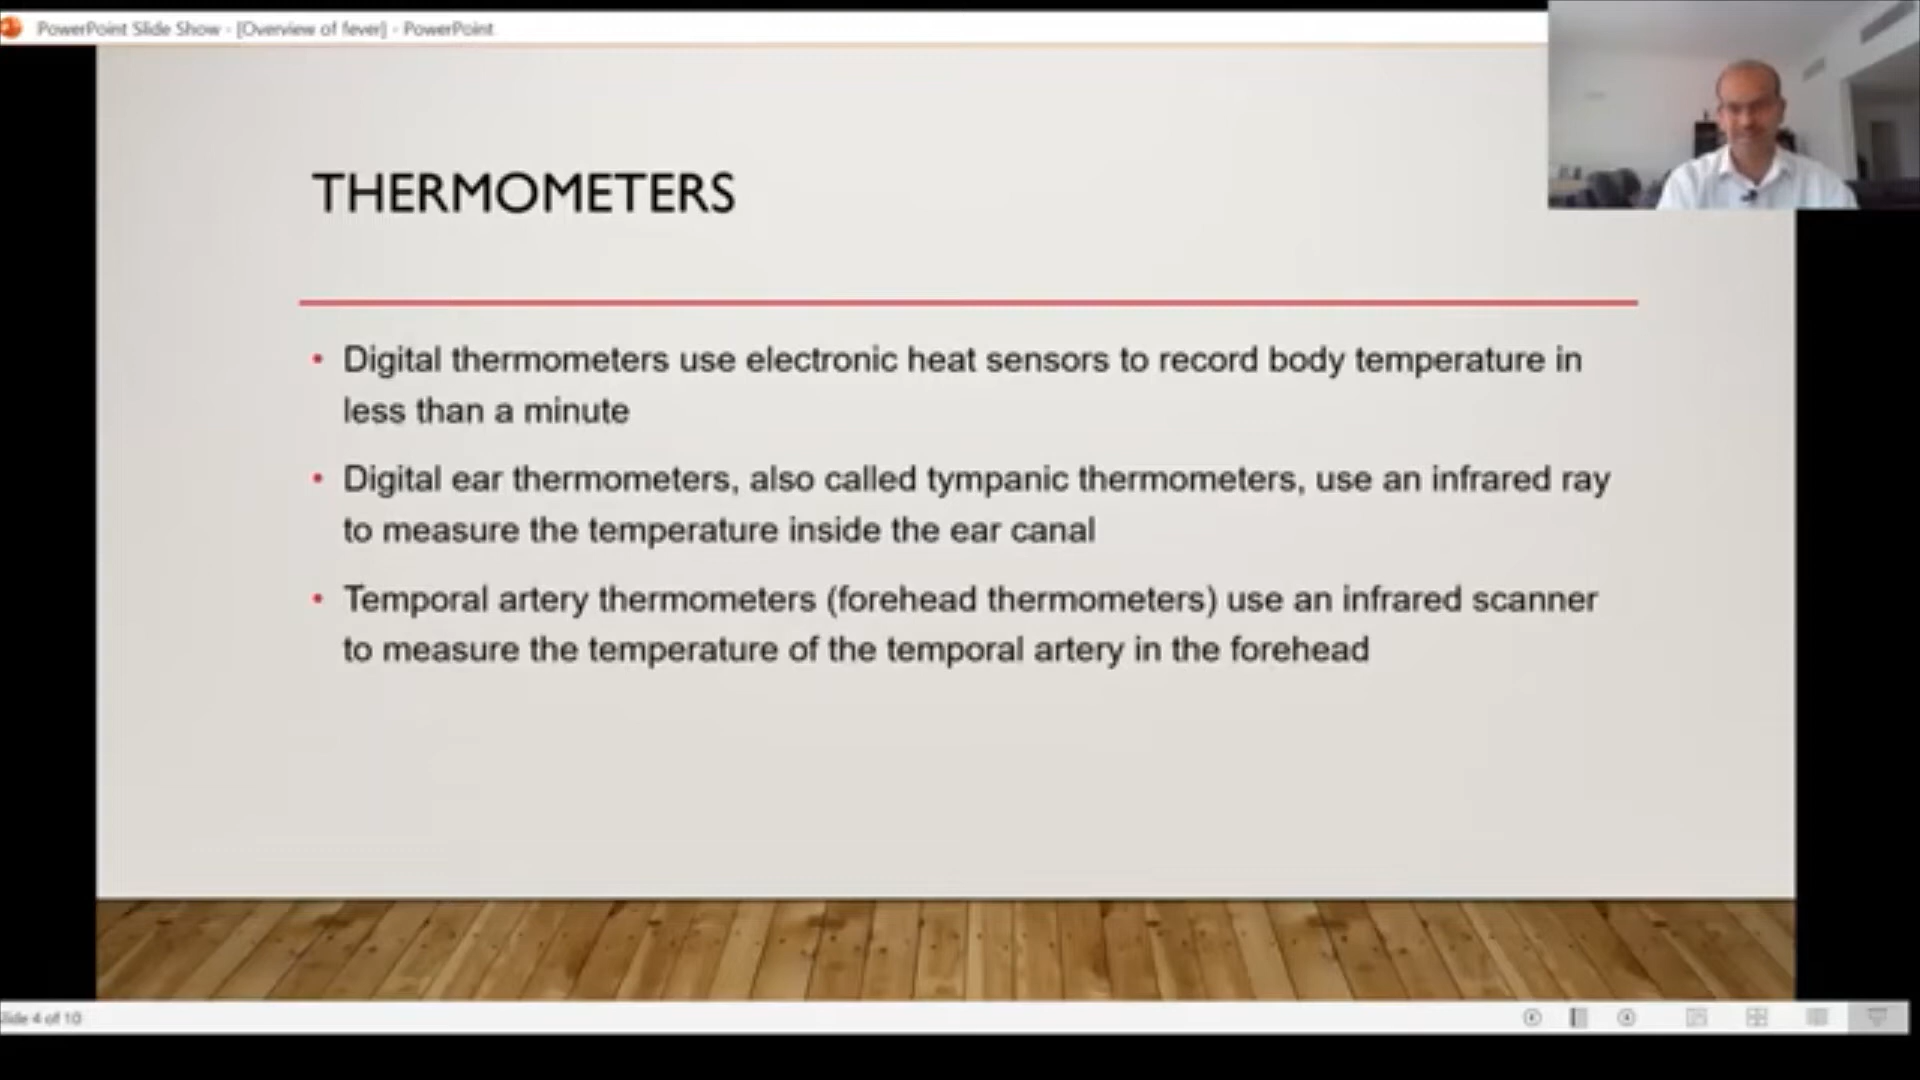 PowerPoint Slide Show - [Overview of fever] - PowerPoint
THERMOMETERS
• Digital thermometers use electronic heat sensors to record body temperature in
less than a minute
• Digital ear thermometers, also called tympanic thermometers, use an infrared ray
to measure the temperature inside the ear canal
• Temporal artery thermometers (forehead thermometers) use an infrared scanner
to measure the temperature of the temporal artery in the forehead
Slide 4 of 10